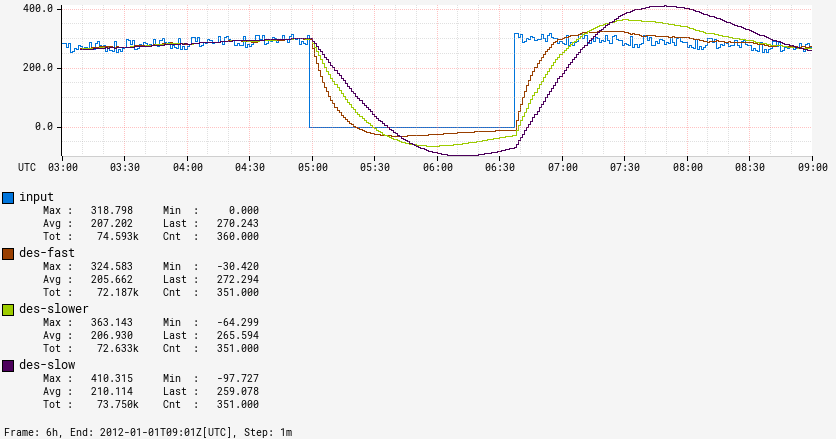 400.0
200.0
0.0
UTC 03:00 03:30 04:00 04:30 05:00 05:30 06:00 06:30 07:00 07:30 08:00 08:30 09:00
input
Max : 318.798 Min : 0.000
Avg : 207.202 Last : 270.243
Tot : 74.593k Cnt : 360.000
des-fast
Max : 324.583 Min : -30.420
Avg : 205.662 Last : 272.294
Tot : 72.187k Cnt : 351.000
des-slower
Max : 363.143 Min : -64.299
Avg : 206.930 Last : 265.594
Tot : 72.633k Cnt : 351.000
des-slow
Max : 410.315 Min : -97.727
Avg : 210.114 Last : 259.078
Tot : 73.750k Cnt : 351.000
Frame: 6h, End: 2012-01-01T09:01Z[UTC], Step: 1m